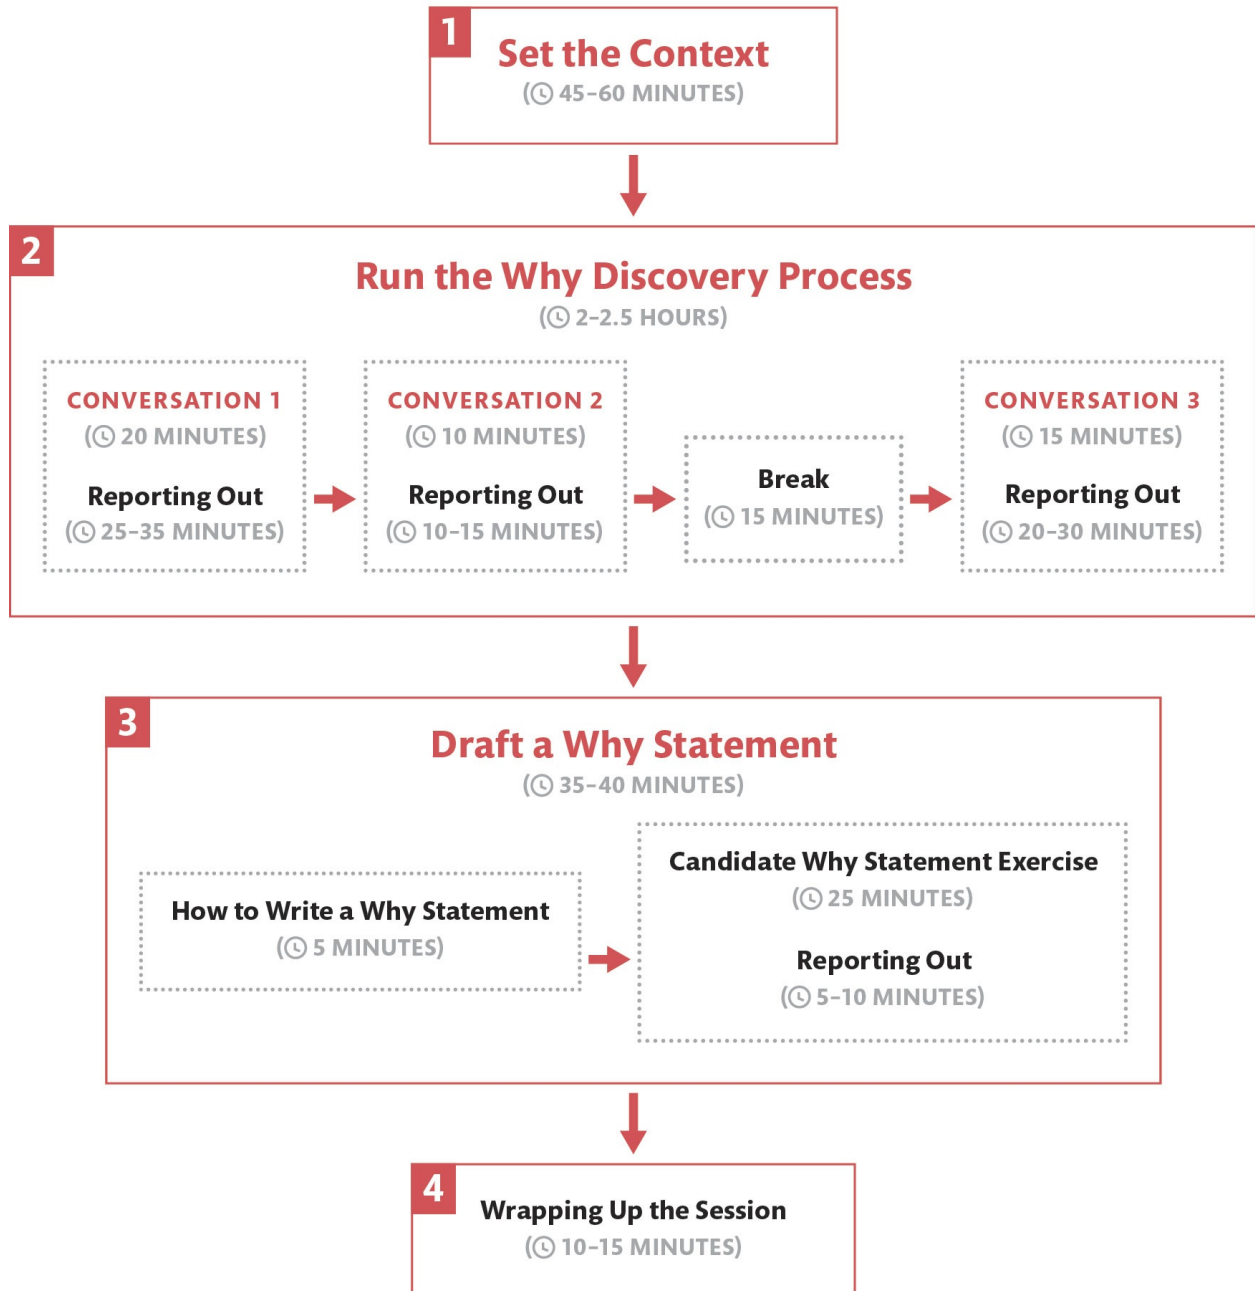 1
Set the Context
(45–60 MINUTES)
2
Run the Why Discovery Process
(2–2.5 HOURS)
CONVERSATION 1
(20 MINUTES)
Reporting Out
(25–35 MINUTES)
CONVERSATION 2
(10 MINUTES)
Reporting Out
(10–15 MINUTES)
Break
(15 MINUTES)
CONVERSATION 3
(15 MINUTES)
Reporting Out
(20–30 MINUTES)
3
Draft a Why Statement
(35–40 MINUTES)
How to Write a Why Statement
(5 MINUTES)
Candidate Why Statement Exercise
(25 MINUTES)
Reporting Out
(5–10 MINUTES)
4
Wrapping Up the Session
(10–15 MINUTES)